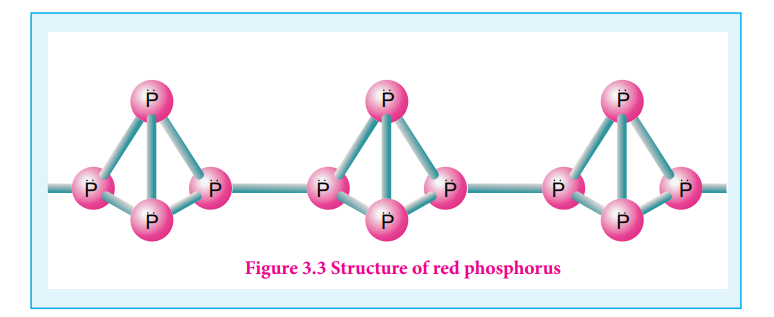 P̈ P̈ P̈
P̈ P̈ P̈ P̈ P̈ P̈
P̈ P̈ P̈
Figure 3.3 Structure of red phosphorus